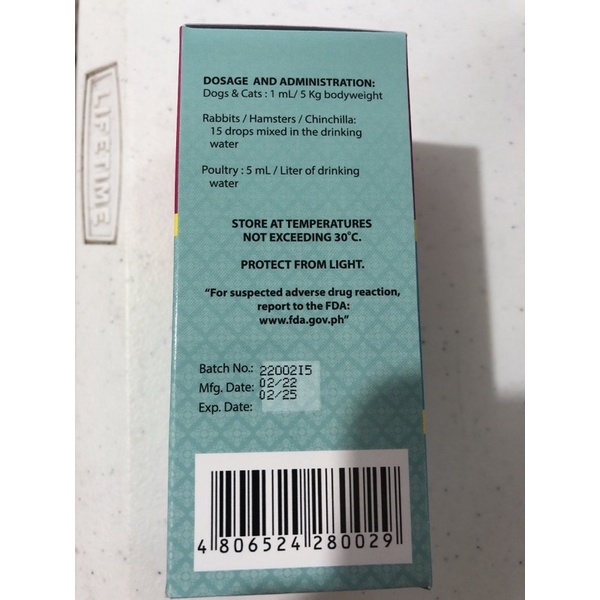 DOSAGE AND ADMINISTRATION:
Dogs & Cats : 1 mL/ 5 Kg bodyweight
Rabbits / Hamsters / Chinchilla:
15 drops mixed in the drinking
water
Poultry : 5 mL / Liter of drinking
water
STORE AT TEMPERATURES
NOT EXCEEDING 30˚C.
PROTECT FROM LIGHT.
“For suspected adverse drug reaction,
report to the FDA:
www.fda.gov.ph”
Batch No.: 2200215
Mfg. Date: 02/22
Exp. Date: 02/25
4 806524 280029
LIFETIME